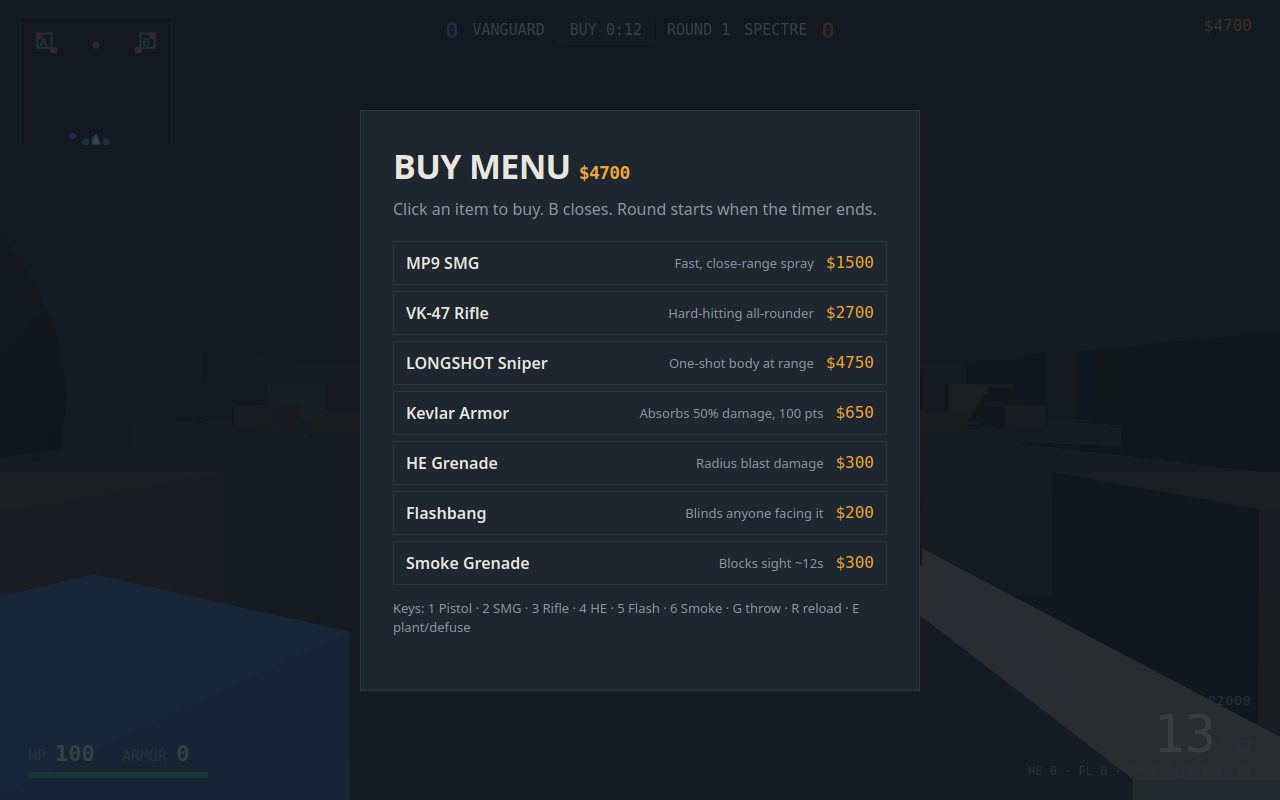 A B
0 VANGUARD BUY 0:12 ROUND 1 SPECTRE 0
$4700
BUY MENU $4700
Click an item to buy. B closes. Round starts when the timer ends.
MP9 SMG Fast, close-range spray $1500
VK-47 Rifle Hard-hitting all-rounder $2700
LONGSHOT Sniper One-shot body at range $4750
Kevlar Armor Absorbs 50% damage, 100 pts $650
HE Grenade Radius blast damage $300
Flashbang Blinds anyone facing it $200
Smoke Grenade Blocks sight ~12s $300
Keys: 1 Pistol · 2 SMG · 3 Rifle · 4 HE · 5 Flash · 6 Smoke · G throw · R reload · E
plant/defuse
HP 100 ARMOR 0
13
HE 0 · FL 0 ·